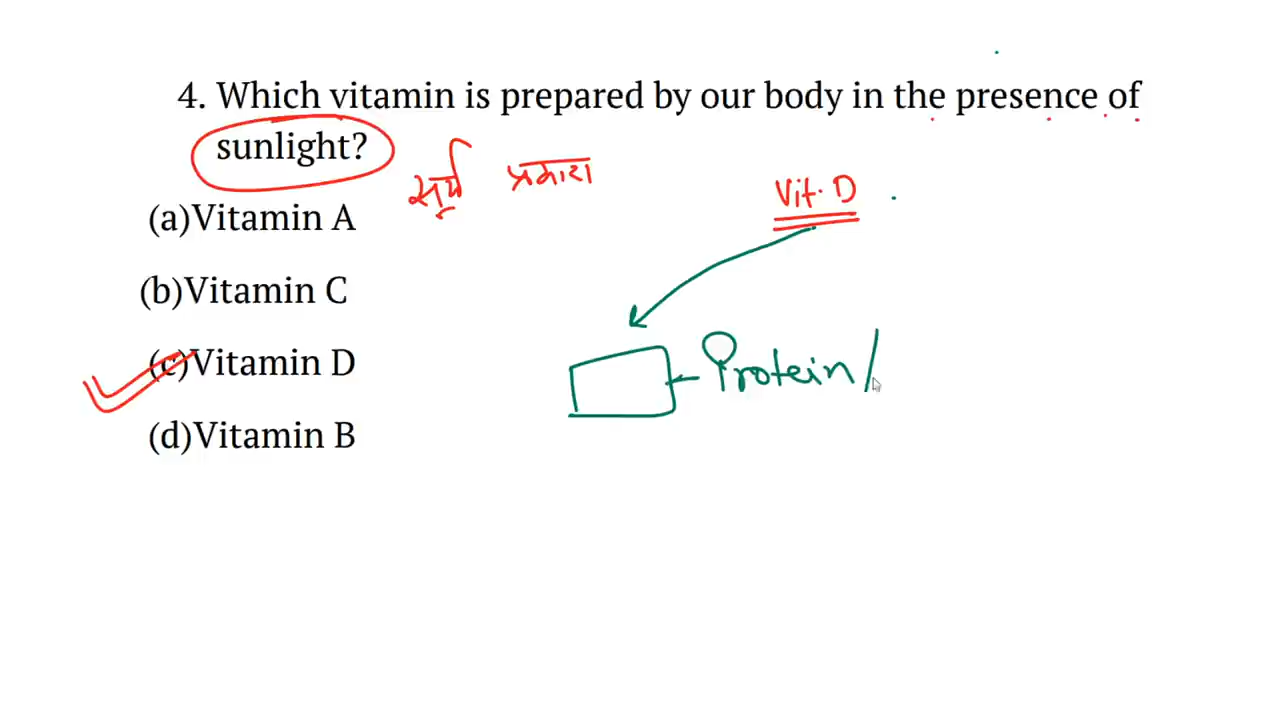 4. Which vitamin is prepared by our body in the presence of
sunlight?
सूर्य प्रकाश
Vit. D
(a)Vitamin A
(b)Vitamin C
(c)Vitamin D
Protein /
(d)Vitamin B